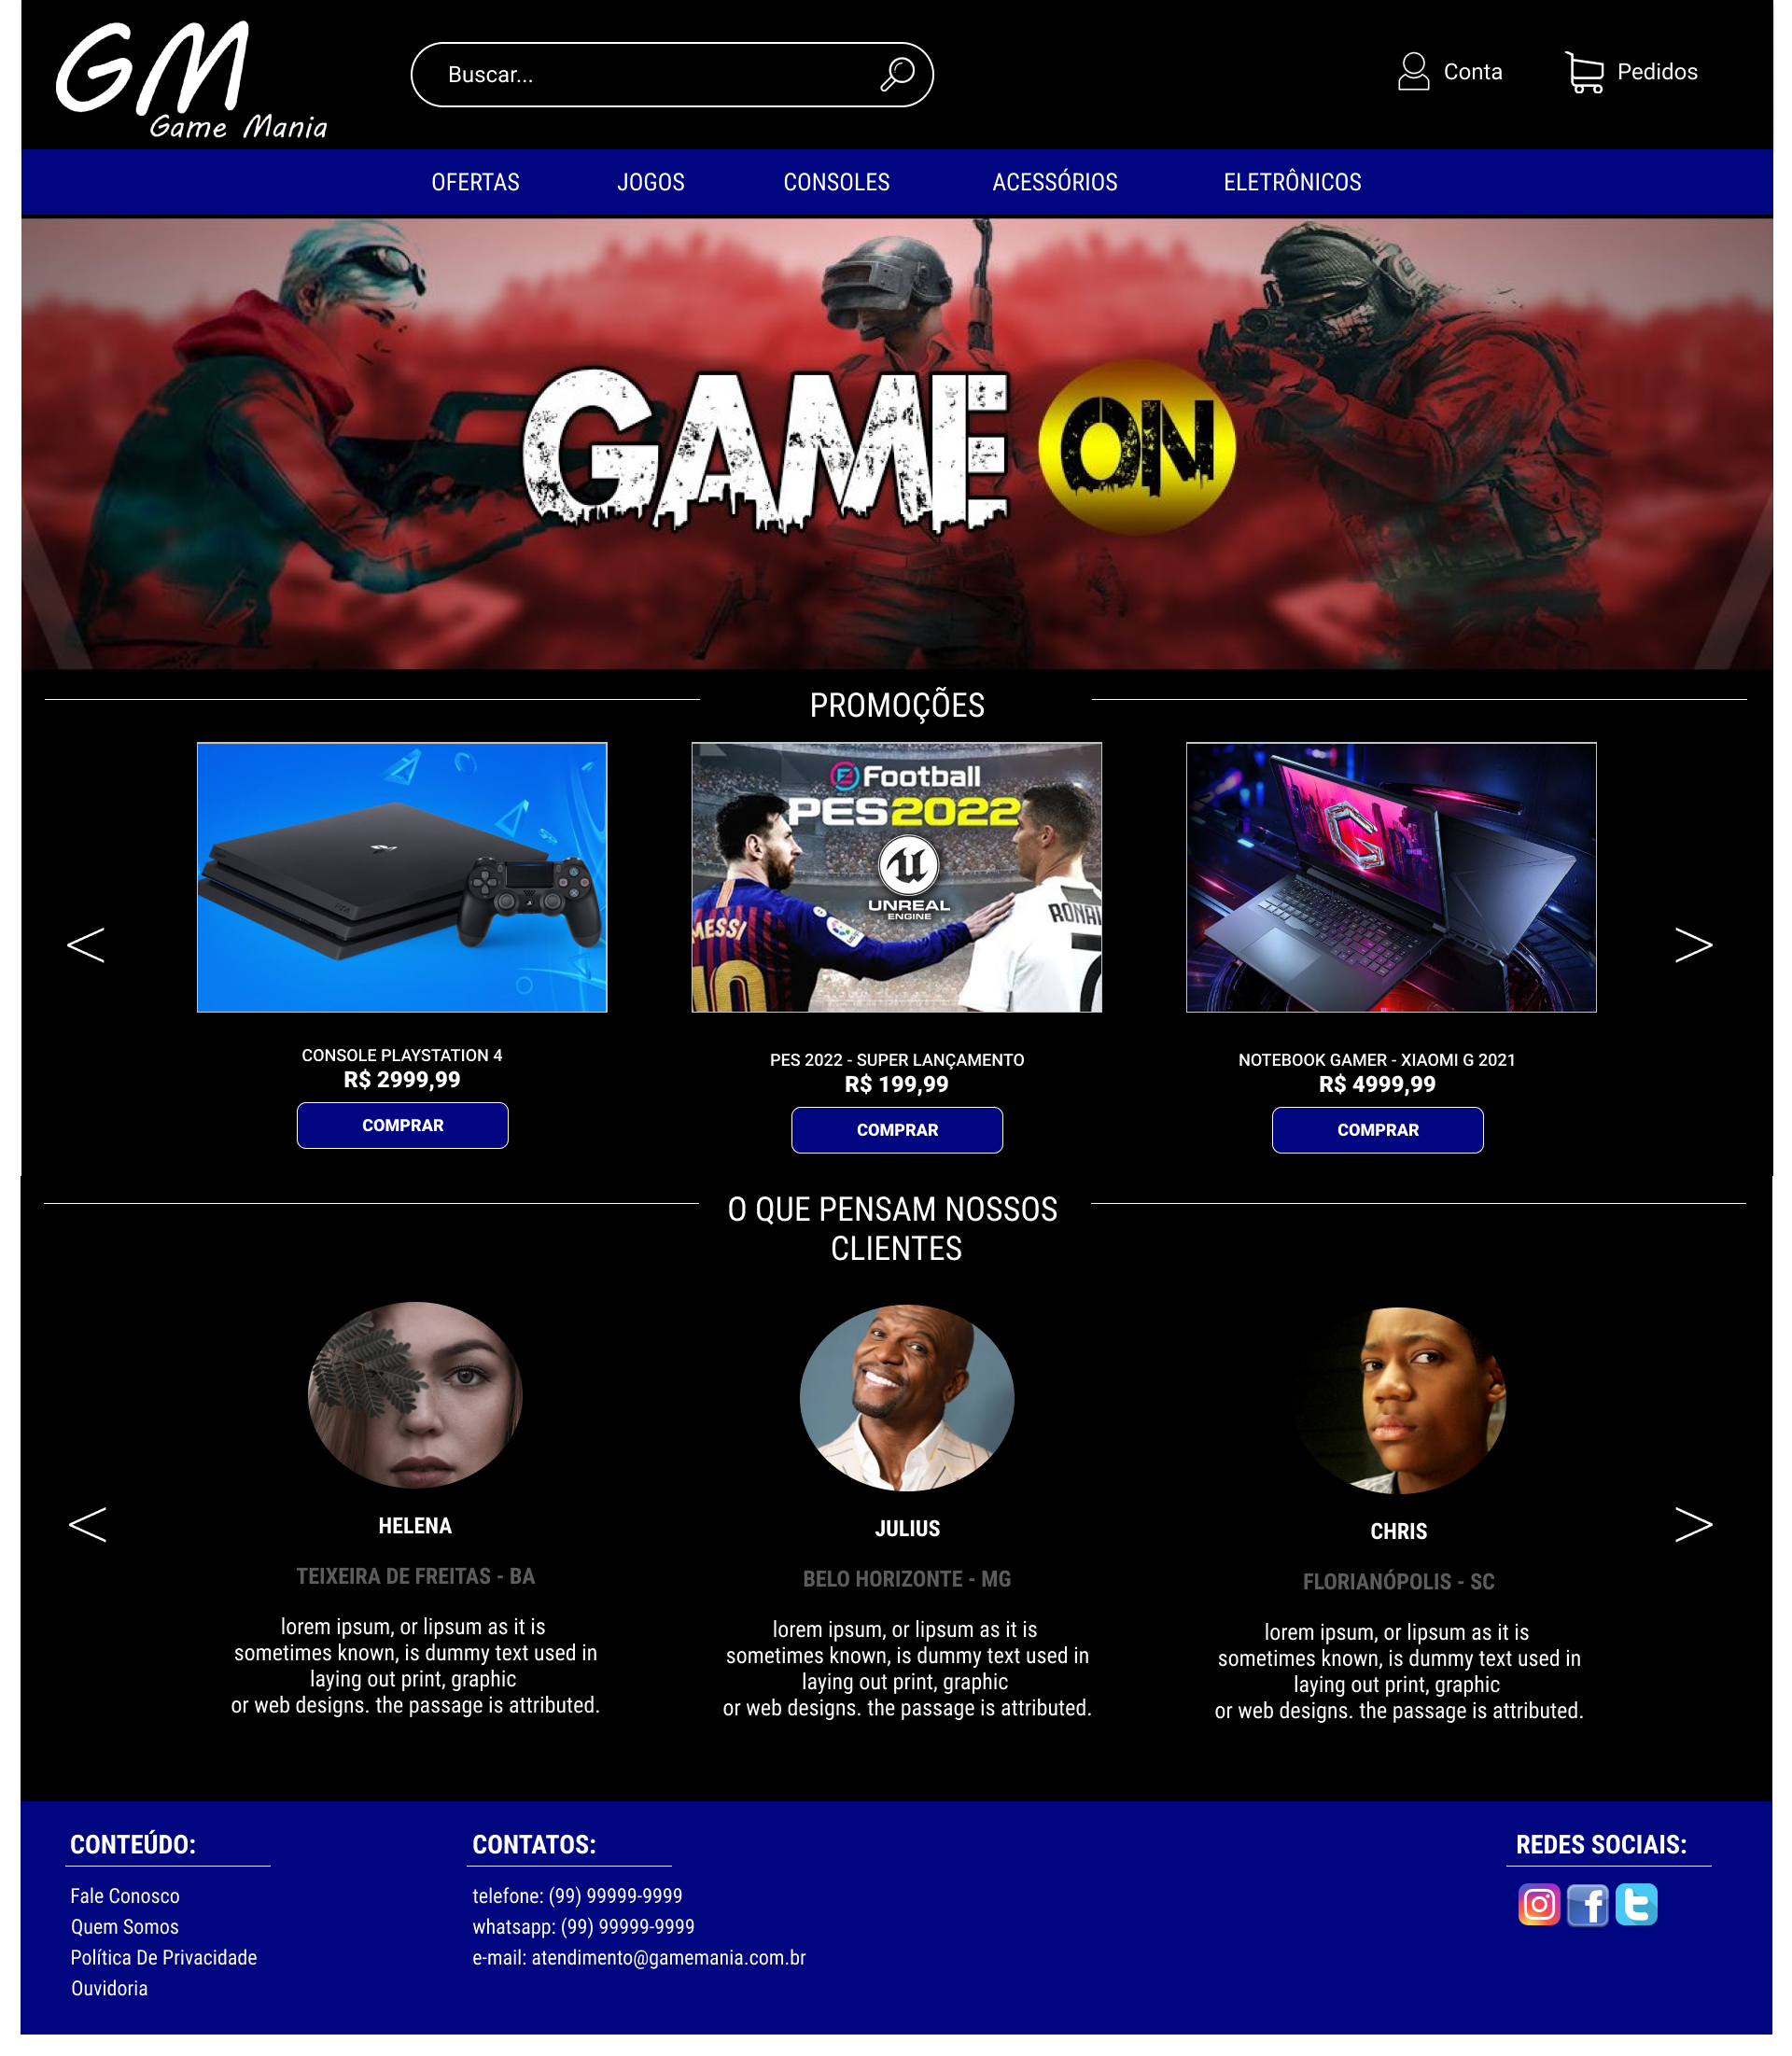 GM
Game Mania
Buscar...
Conta
Pedidos
OFERTAS
JOGOS
CONSOLES
ACESSÓRIOS
ELETRÔNICOS
GAME ON
PROMOÇÕES
Football
PES2022
UNREAL
ENGINE
MESSI
10
RONAL
7
<
>
CONSOLE PLAYSTATION 4
R$ 2999,99
COMPRAR
PES 2022 - SUPER LANÇAMENTO
R$ 199,99
COMPRAR
NOTEBOOK GAMER - XIAOMI G 2021
R$ 4999,99
COMPRAR
O QUE PENSAM NOSSOS
CLIENTES
<
>
HELENA
TEIXEIRA DE FREITAS - BA
lorem ipsum, or lipsum as it is
sometimes known, is dummy text used in
laying out print, graphic
or web designs. the passage is attributed.
JULIUS
BELO HORIZONTE - MG
lorem ipsum, or lipsum as it is
sometimes known, is dummy text used in
laying out print, graphic
or web designs. the passage is attributed.
CHRIS
FLORIANÓPOLIS - SC
lorem ipsum, or lipsum as it is
sometimes known, is dummy text used in
laying out print, graphic
or web designs. the passage is attributed.
CONTEÚDO:
Fale Conosco
Quem Somos
Política De Privacidade
Ouvidoria
CONTATOS:
telefone: (99) 99999-9999
whatsapp: (99) 99999-9999
e-mail: atendimento@gamemania.com.br
REDES SOCIAIS: